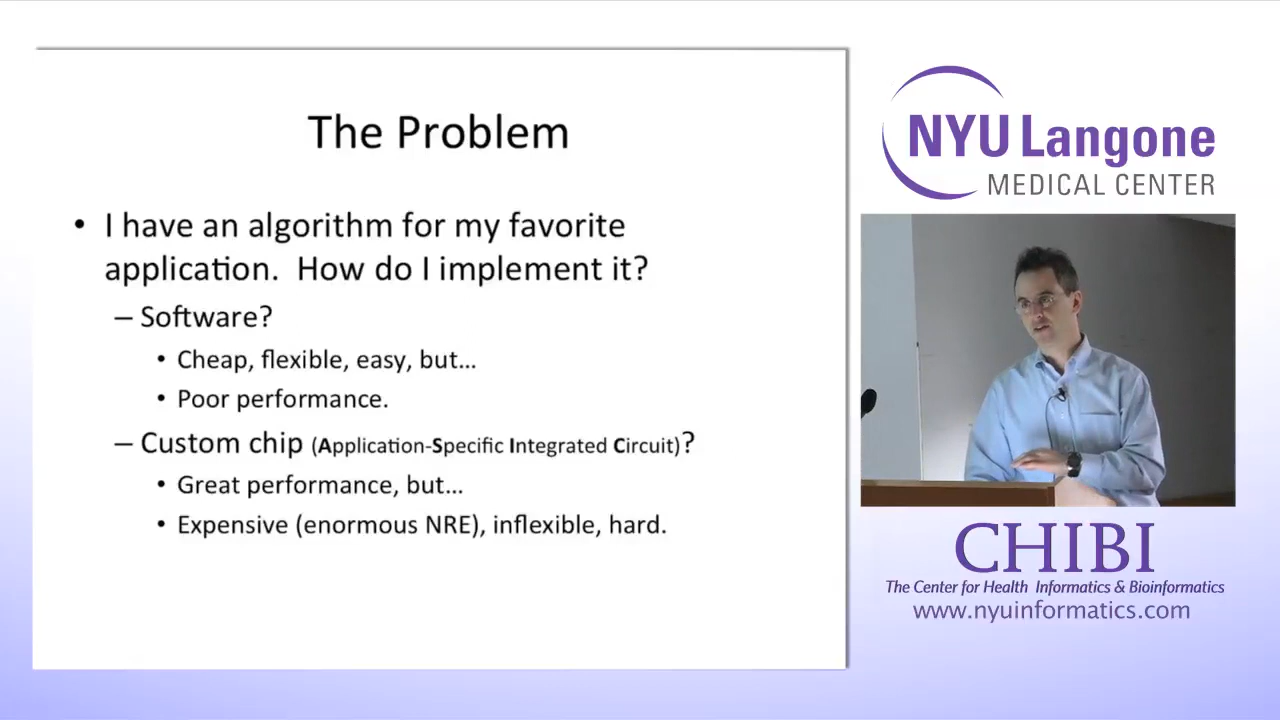 The Problem
• I have an algorithm for my favorite
application. How do I implement it?
– Software?
• Cheap, flexible, easy, but...
• Poor performance.
– Custom chip (Application-Specific Integrated Circuit)?
• Great performance, but...
• Expensive (enormous NRE), inflexible, hard.
NYU Langone
MEDICAL CENTER
CHIBI
The Center for Health Informatics & Bioinformatics
www.nyuinformatics.com